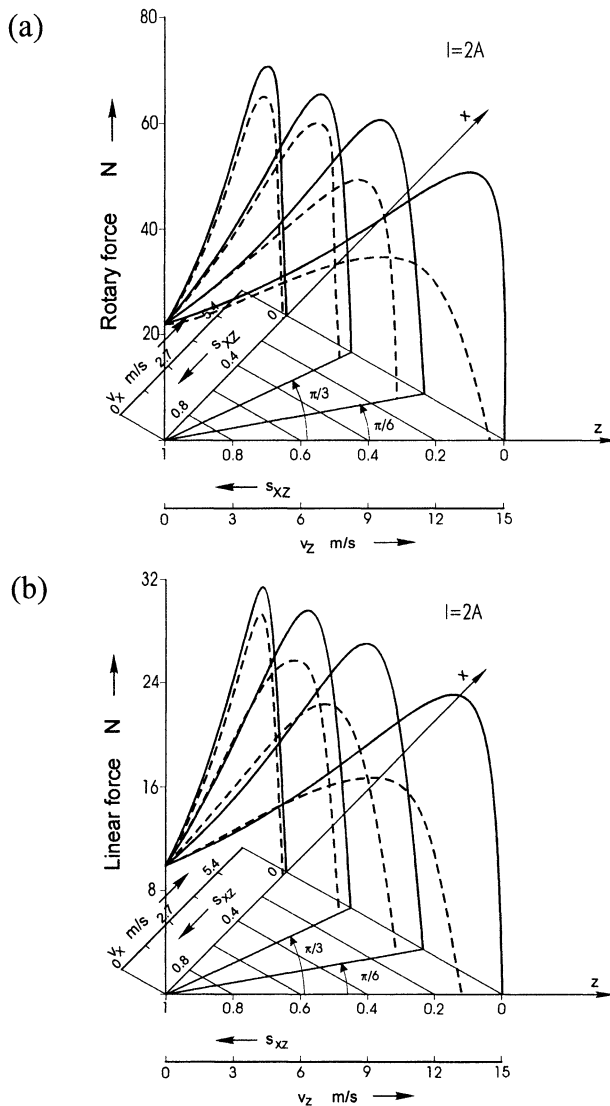 (a)
80
I=2A
x
60
Rotary force N
40
20
5.4
0
2.7
s_XZ
0.4
m/s
v_X
0
0.8
π/3
π/6
z
1 0.8 0.6 0.4 0.2 0
s_XZ
0 3 6 9 12 15
v_Z m/s
(b)
32
I=2A
x
24
Linear force N
16
8
5.4
0
2.7
s_XZ
0.4
m/s
v_X
0
0.8
π/3
π/6
z
1 0.8 0.6 0.4 0.2 0
s_XZ
0 3 6 9 12 15
v_Z m/s